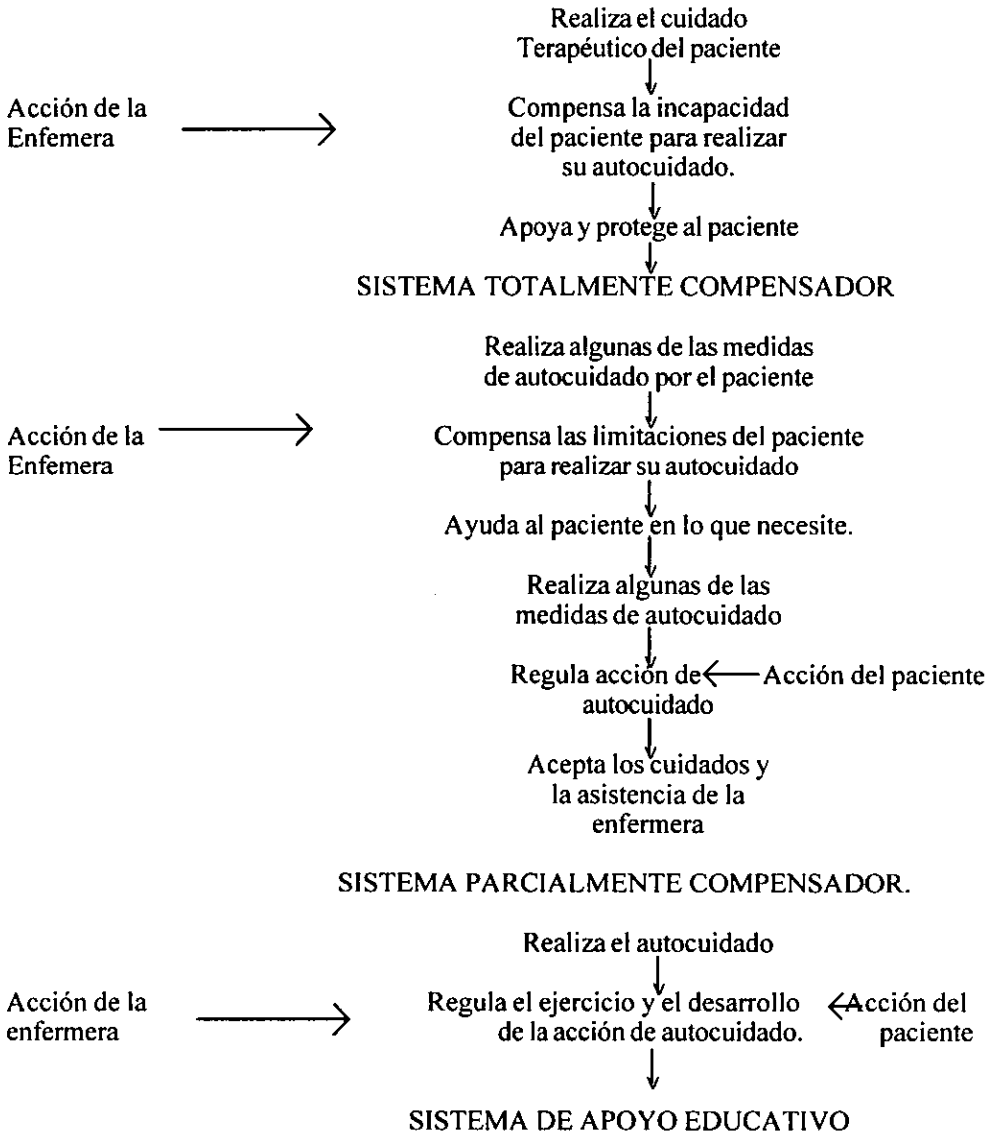 Realiza el cuidado
Terapéutico del paciente
Acción de la
Enfemera
Compensa la incapacidad
del paciente para realizar
su autocuidado.
Apoya y protege al paciente
SISTEMA TOTALMENTE COMPENSADOR
Realiza algunas de las medidas
de autocuidado por el paciente
Acción de la
Enfemera
Compensa las limitaciones del paciente
para realizar su autocuidado
Ayuda al paciente en lo que necesite.
Realiza algunas de las
medidas de autocuidado
Regula acción de
autocuidado
Acción del paciente
Acepta los cuidados y
la asistencia de la
enfermera
SISTEMA PARCIALMENTE COMPENSADOR.
Realiza el autocuidado
Acción de la
enfermera
Regula el ejercicio y el desarrollo
de la acción de autocuidado.
Acción del
paciente
SISTEMA DE APOYO EDUCATIVO